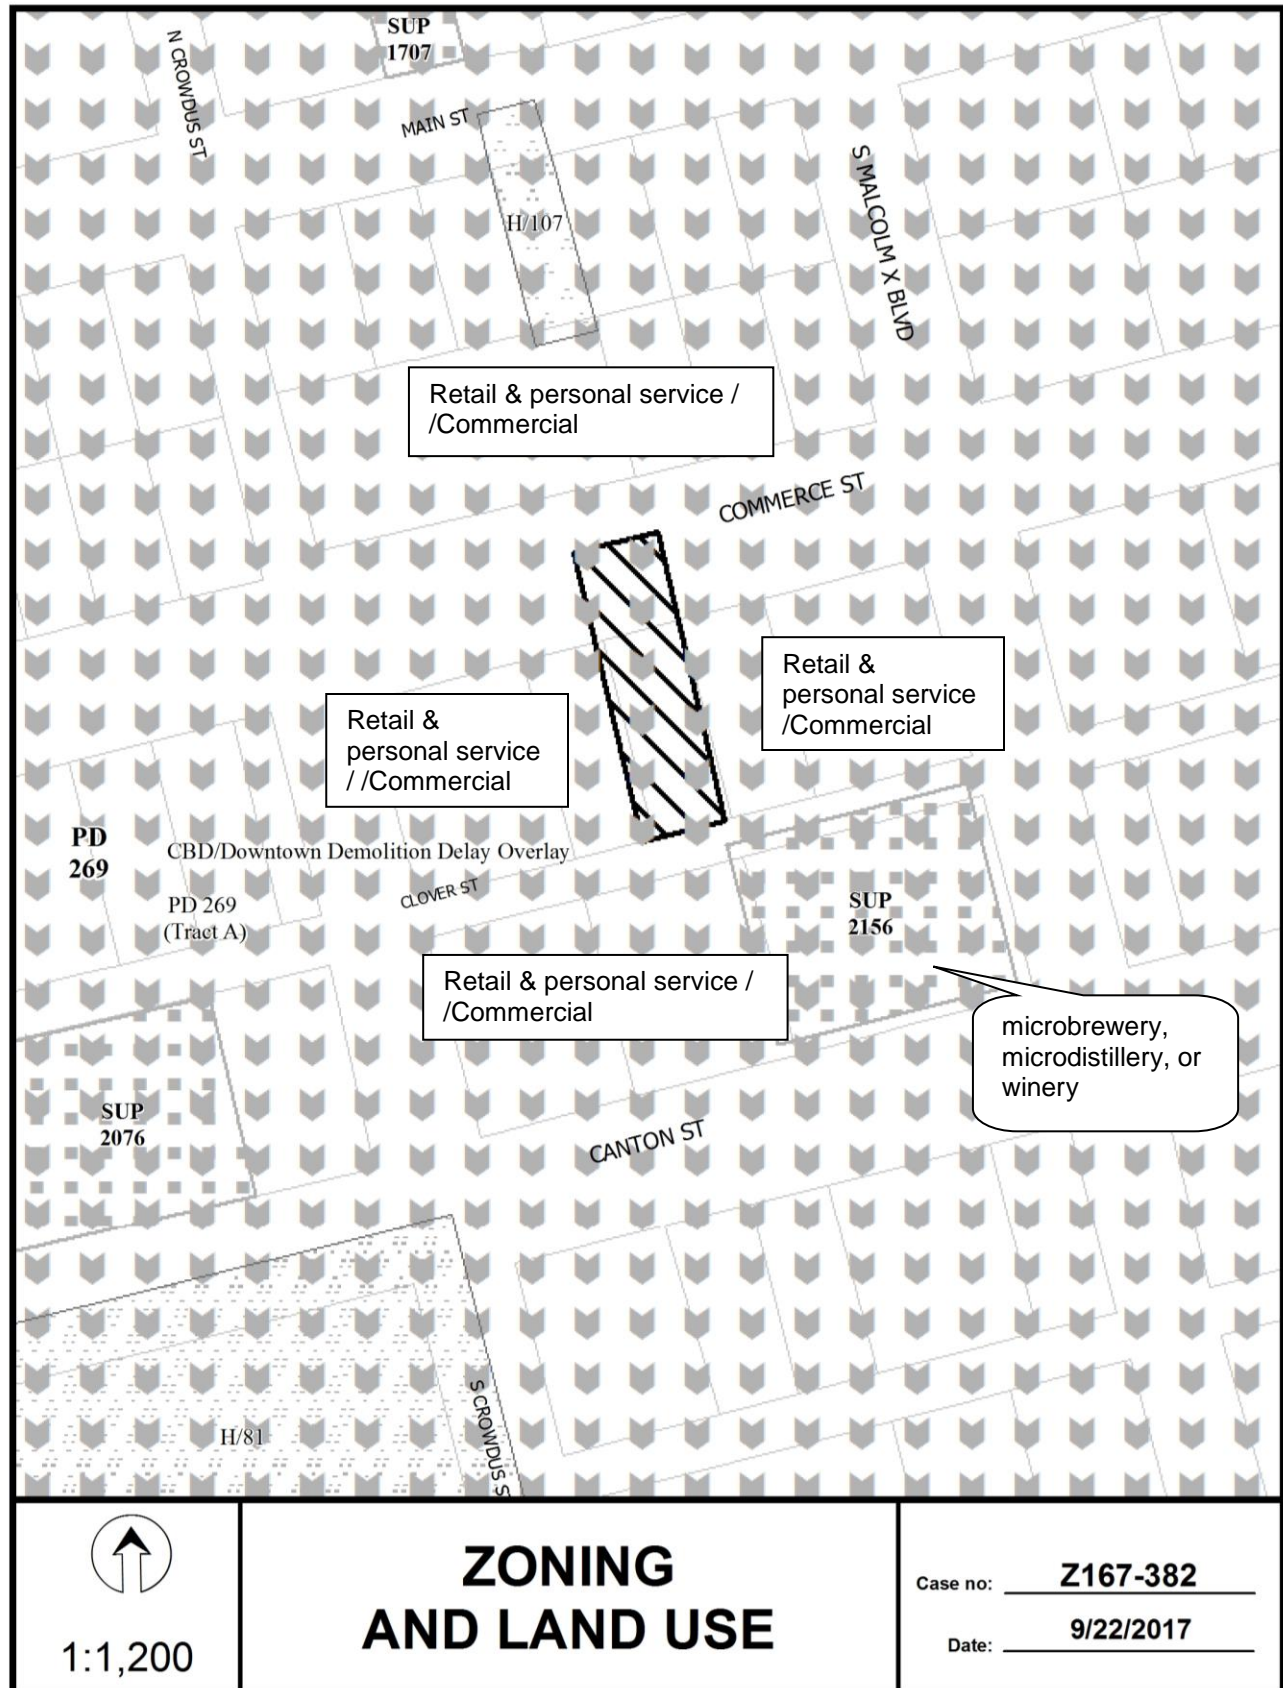 SUP
1707
N CROWDUS ST
MAIN ST
S MALCOLM X BLVD
H/107
Retail & personal service /
/Commercial
COMMERCE ST
Retail &
personal service
/Commercial
Retail &
personal service
/ /Commercial
PD
269
CBD/Downtown Demolition Delay Overlay
PD 269
(Tract A)
CLOVER ST
SUP
2156
Retail & personal service /
/Commercial
microbrewery,
microdistillery, or
winery
SUP
2076
CANTON ST
H/81
S CROWDUS S
1:1,200
ZONING
AND LAND USE
Case no: Z167-382
Date: 9/22/2017